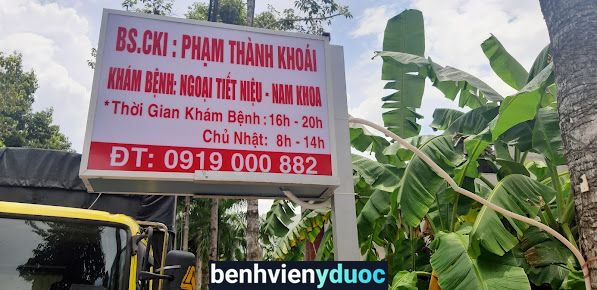 BS.CKI : PHẠM THÀNH KHOÁI
KHÁM BỆNH: NGOẠI TIẾT NIỆU - NAM KHOA
*Thời Gian Khám Bệnh : 16h - 20h
Chủ Nhật: 8h - 14h
ĐT: 0919 000 882
benhvienyduoc